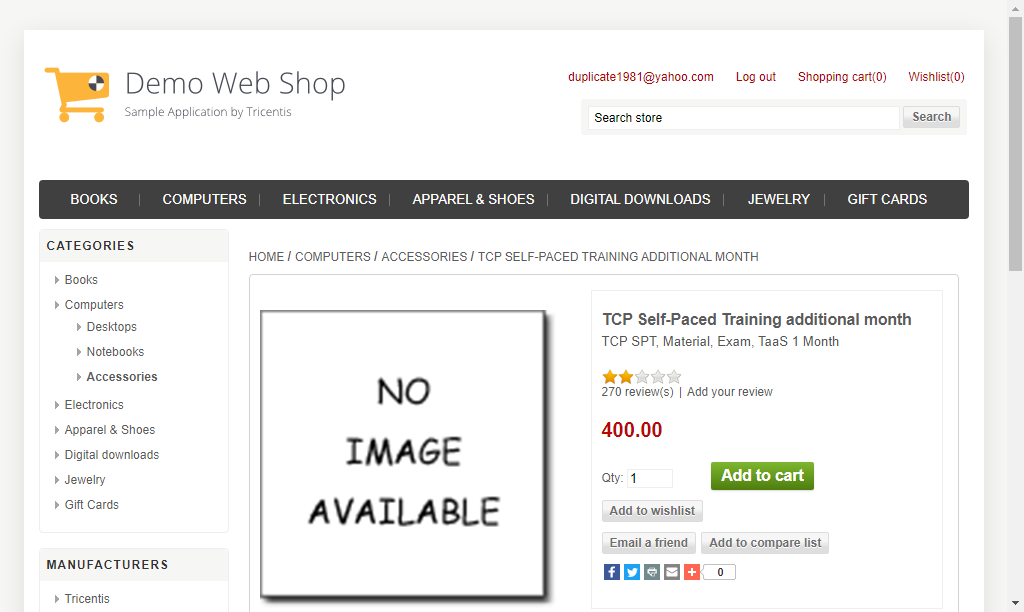 Demo Web Shop
Sample Application by Tricentis
duplicate1981@yahoo.com Log out Shopping cart(0) Wishlist(0)
Search store Search
BOOKS COMPUTERS ELECTRONICS APPAREL & SHOES DIGITAL DOWNLOADS JEWELRY GIFT CARDS
CATEGORIES
Books
Computers
Desktops
Notebooks
Accessories
Electronics
Apparel & Shoes
Digital downloads
Jewelry
Gift Cards
MANUFACTURERS
Tricentis
HOME / COMPUTERS / ACCESSORIES / TCP SELF-PACED TRAINING ADDITIONAL MONTH
NO
IMAGE
AVAILABLE
TCP Self-Paced Training additional month
TCP SPT, Material, Exam, TaaS 1 Month
270 review(s) | Add your review
400.00
Qty: 1 Add to cart
Add to wishlist
Email a friend Add to compare list
0